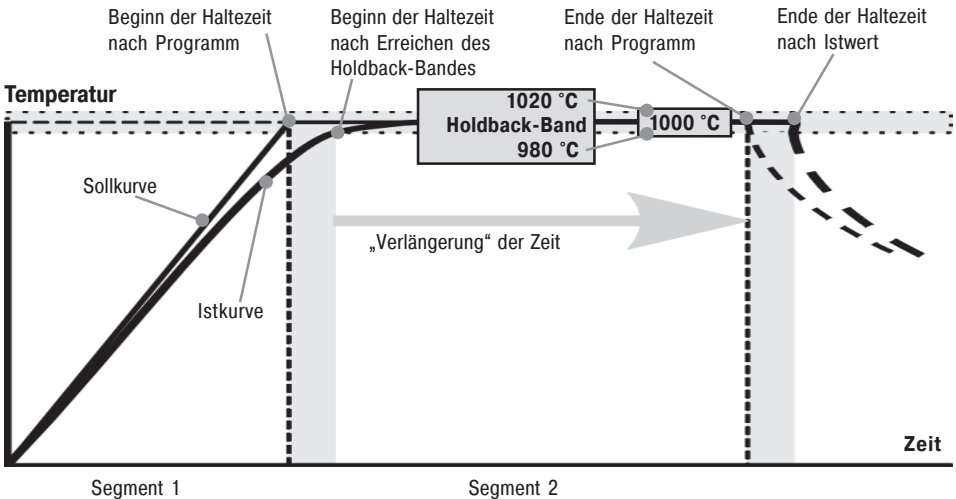 Beginn der Haltezeit
nach Programm
Beginn der Haltezeit
nach Erreichen des
Holdback-Bandes
Ende der Haltezeit
nach Programm
Ende der Haltezeit
nach Istwert
Temperatur
1020 °C
Holdback-Band
980 °C
1000 °C
Sollkurve
„Verlängerung“ der Zeit
Istkurve
Zeit
Segment 1
Segment 2